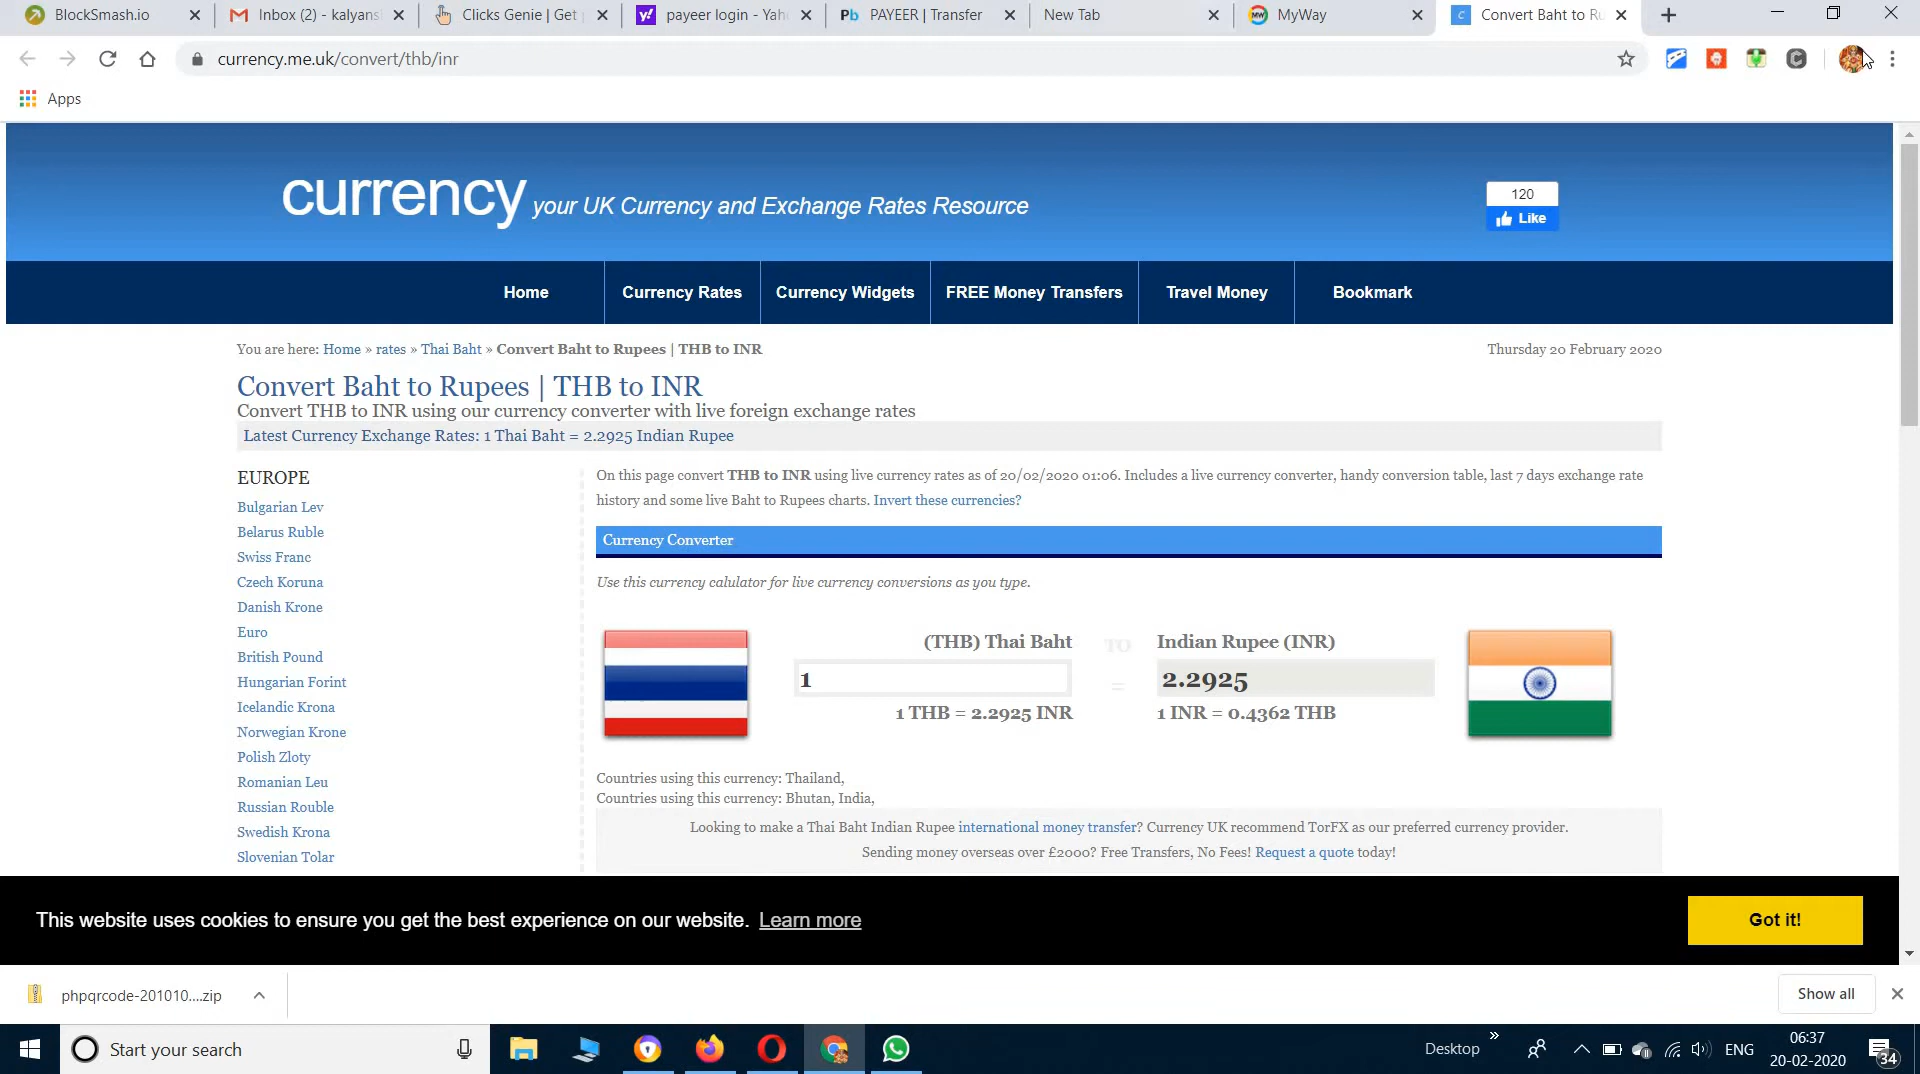 BlockSmash.io
Inbox (2) - kalyans
Clicks Genie | Get
payeer login - Yah
Pb PAYEER | Transfer
New Tab
MyWay
Convert Baht to Ru
currency.me.uk/convert/thb/inr
Apps
currency your UK Currency and Exchange Rates Resource
120
Like
Home
Currency Rates
Currency Widgets
FREE Money Transfers
Travel Money
Bookmark
You are here: Home » rates » Thai Baht » Convert Baht to Rupees | THB to INR
Thursday 20 February 2020
Convert Baht to Rupees | THB to INR
Convert THB to INR using our currency converter with live foreign exchange rates
Latest Currency Exchange Rates: 1 Thai Baht = 2.2925 Indian Rupee
EUROPE
Bulgarian Lev
Belarus Ruble
Swiss Franc
Czech Koruna
Danish Krone
Euro
British Pound
Hungarian Forint
Icelandic Krona
Norwegian Krone
Polish Zloty
Romanian Leu
Russian Rouble
Swedish Krona
Slovenian Tolar
On this page convert THB to INR using live currency rates as of 20/02/2020 01:06. Includes a live currency converter, handy conversion table, last 7 days exchange rate
history and some live Baht to Rupees charts. Invert these currencies?
Currency Converter
Use this currency calulator for live currency conversions as you type.
(THB) Thai Baht
TO
Indian Rupee (INR)
1
=
2.2925
1 THB = 2.2925 INR
1 INR = 0.4362 THB
Countries using this currency: Thailand,
Countries using this currency: Bhutan, India,
Looking to make a Thai Baht Indian Rupee international money transfer? Currency UK recommend TorFX as our preferred currency provider.
Sending money overseas over £2000? Free Transfers, No Fees! Request a quote today!
This website uses cookies to ensure you get the best experience on our website. Learn more
Got it!
phpqrcode-201010....zip
Show all
Start your search
Desktop
ENG
06:37
20-02-2020
34